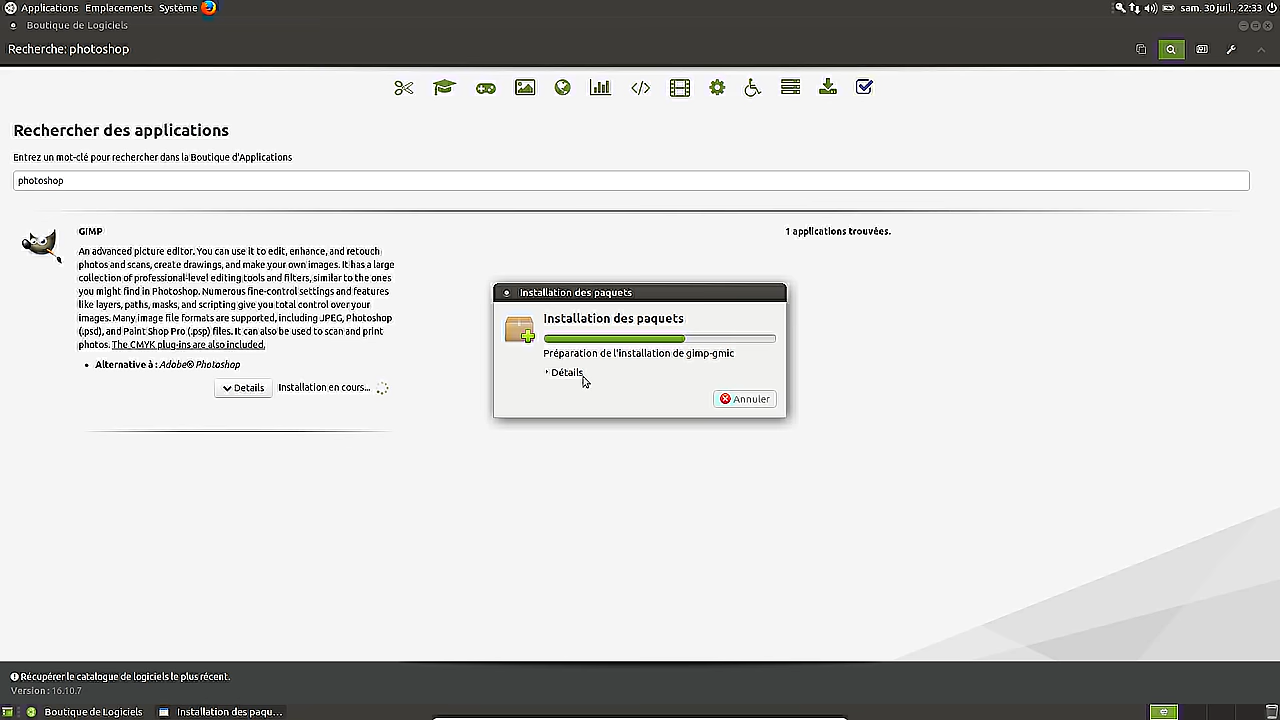 Applications Emplacements Système sam. 30 juil., 22:33
Boutique de Logiciels
Recherche: photoshop
Rechercher des applications
Entrez un mot-clé pour rechercher dans la Boutique d'Applications
photoshop
GIMP
1 applications trouvées.
An advanced picture editor. You can use it to edit, enhance, and retouch
photos and scans, create drawings, and make your own images. It has a large
collection of professional-level editing tools and filters, similar to the ones
you might find in Photoshop. Numerous fine-control settings and features
like layers, paths, masks, and scripting give you total control over your
images. Many image file formats are supported, including JPEG, Photoshop
(.psd), and Paint Shop Pro (.psp) files. It can also be used to scan and print
photos. The CMYK plug-ins are also included.
• Alternative à : Adobe® Photoshop
Details Installation en cours...
Installation des paquets
Installation des paquets
Préparation de l'installation de gimp-gmic
Détails
Annuler
Récupérer le catalogue de logiciels le plus récent.
Version : 16.10.7
Boutique de Logiciels Installation des paqu...